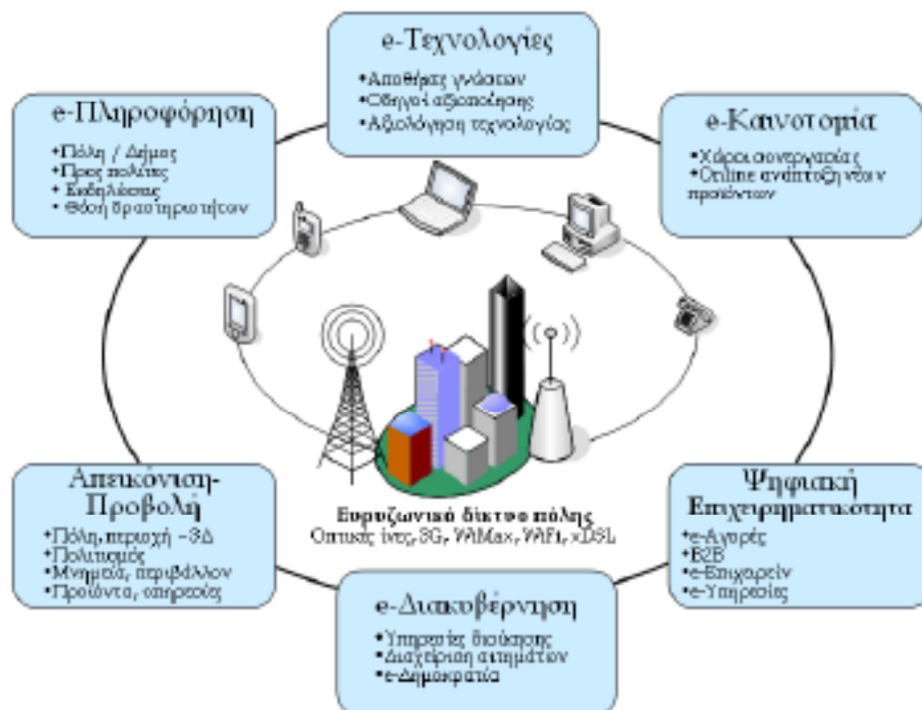 e-Τεχνολογίες
•Αποθήκες γνώσεων
•Οδηγοί αξιοποίησης
•Αξιολόγηση τεχνολογίας
e-Πληροφόρηση
•Πόλη / Δήμος
•Προς πολίτες
• Εκδηλώσεις
• Θέση δραστηριοτήτων
e-Καινοτομία
•Χώροι συνεργασίας
•Online ανάπτυξη νέων
προϊόντων
Απεικόνιση-
Προβολή
•Πόλη, περιοχή –3Δ
•Πολιτισμός
•Μνημεία, περιβάλλον
•Προϊόντα, υπηρεσίες
Ευρυζωνικό δίκτυο πόλης
Οπτικές ίνες, 3G, WiMax, WiFi, xDSL
Ψηφιακή
Επιχειρηματικότητα
•e-Αγορές
•B2B
•e-Επιχειρείν
•e-Υπηρεσίες
e-Διακυβέρνηση
•Υπηρεσίες διοίκησης
•Διαχείριση αιτημάτων
•e-Δημοκρατία